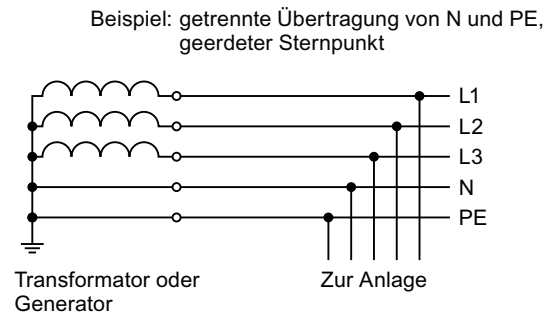 Beispiel: getrennte Übertragung von N und PE,
geerdeter Sternpunkt
L1
L2
L3
N
PE
Transformator oder
Generator
Zur Anlage